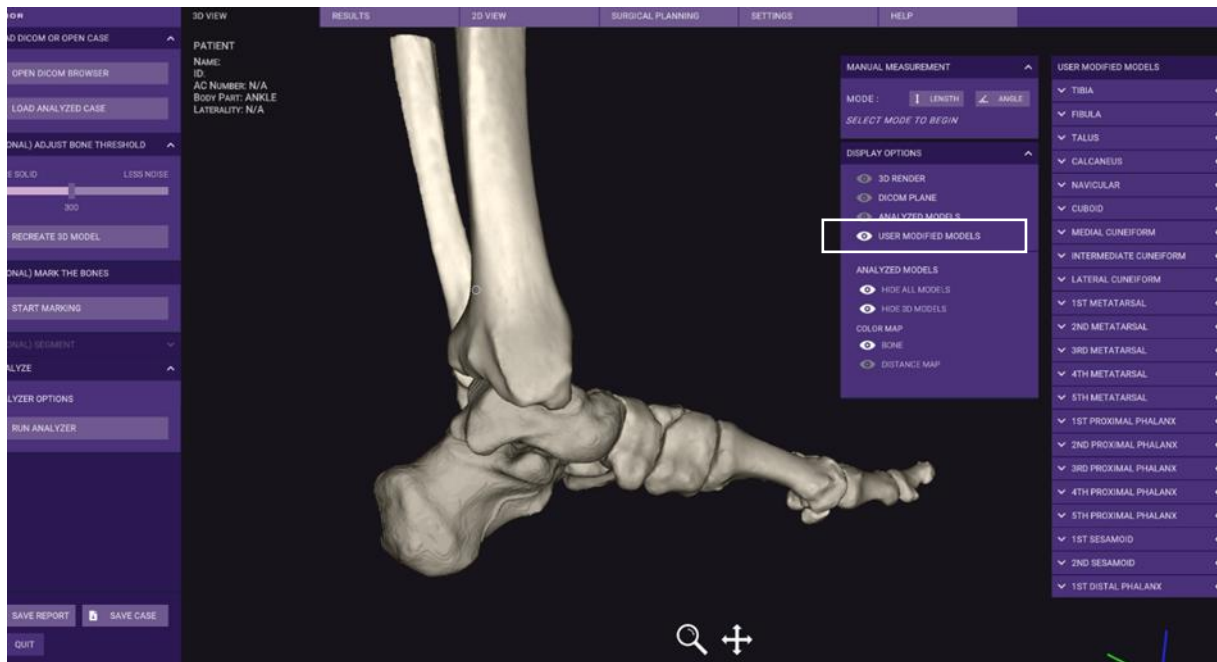 3D VIEW
RESULTS
2D VIEW
SURGICAL PLANNING
SETTINGS
HELP
AD DICOM OR OPEN CASE
OPEN DICOM BROWSER
LOAD ANALYZED CASE
ONAL) ADJUST BONE THRESHOLD
E SOLID
LESS NOISE
300
RECREATE 3D MODEL
ONAL) MARK THE BONES
START MARKING
ONAL) SEGMENT
ALYZE
LYZER OPTIONS
RUN ANALYZER
SAVE REPORT
SAVE CASE
QUIT
PATIENT
NAME:
ID:
AC NUMBER: N/A
BODY PART: ANKLE
LATERALITY: N/A
MANUAL MEASUREMENT
MODE :
LENGTH
ANGLE
SELECT MODE TO BEGIN
DISPLAY OPTIONS
3D RENDER
DICOM PLANE
ANALYZED MODELS
USER MODIFIED MODELS
ANALYZED MODELS
HIDE ALL MODELS
HIDE 3D MODELS
COLOR MAP
BONE
DISTANCE MAP
USER MODIFIED MODELS
TIBIA
FIBULA
TALUS
CALCANEUS
NAVICULAR
CUBOID
MEDIAL CUNEIFORM
INTERMEDIATE CUNEIFORM
LATERAL CUNEIFORM
1ST METATARSAL
2ND METATARSAL
3RD METATARSAL
4TH METATARSAL
5TH METATARSAL
1ST PROXIMAL PHALANX
2ND PROXIMAL PHALANX
3RD PROXIMAL PHALANX
4TH PROXIMAL PHALANX
5TH PROXIMAL PHALANX
1ST SESAMOID
2ND SESAMOID
1ST DISTAL PHALANX